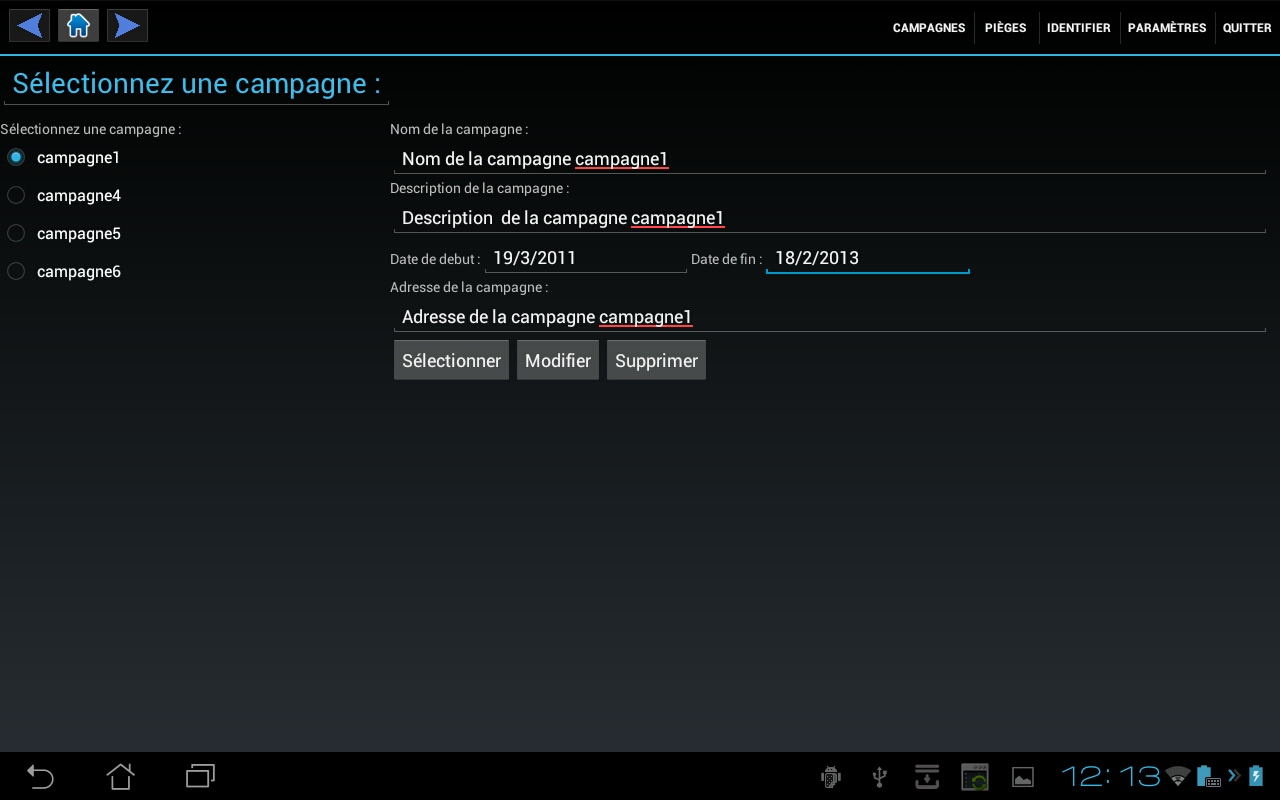 CAMPAGNES PIÈGES IDENTIFIER PARAMÈTRES QUITTER
Sélectionnez une campagne :
Sélectionnez une campagne :
campagne1
campagne4
campagne5
campagne6
Nom de la campagne :
Nom de la campagne campagne1
Description de la campagne :
Description  de la campagne campagne1
Date de debut : 19/3/2011 Date de fin : 18/2/2013
Adresse de la campagne :
Adresse de la campagne campagne1
Sélectionner Modifier Supprimer
12:13